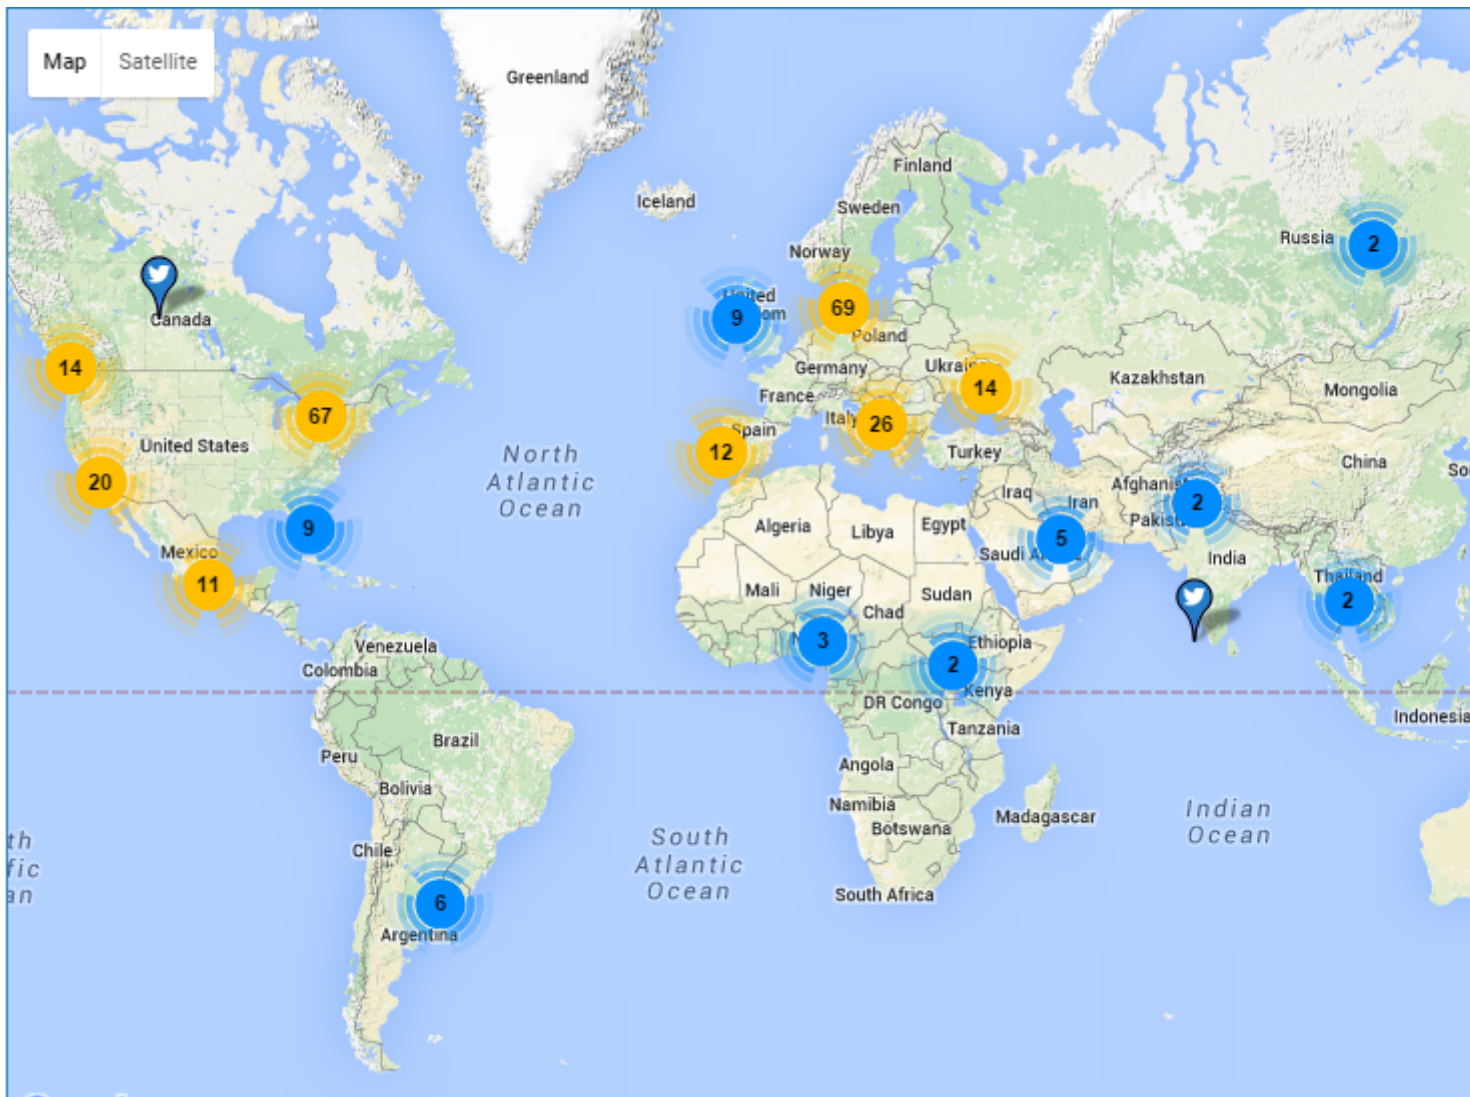 Map
Satellite
Greenland
Finland
Iceland
Sweden
Russia
2
Norway
United
9
69
Canada
Poland
14
Germany
Ukraine
Kazakhstan
14
Mongolia
France
67
Italy
26
Spain
12
United States
Turkey
China
North
Atlantic
Ocean
20
Iraq
Iran
2
9
Algeria
Libya
Egypt
5
India
Mexico
11
Mali
Niger
Chad
Sudan
Thailand
2
3
Ethiopia
2
Venezuela
Colombia
Kenya
DR Congo
Indonesia
Tanzania
Brazil
Peru
Angola
Bolivia
Namibia
Botswana
Madagascar
Indian
Ocean
South
Atlantic
Ocean
Chile
South Africa
6
Argentina